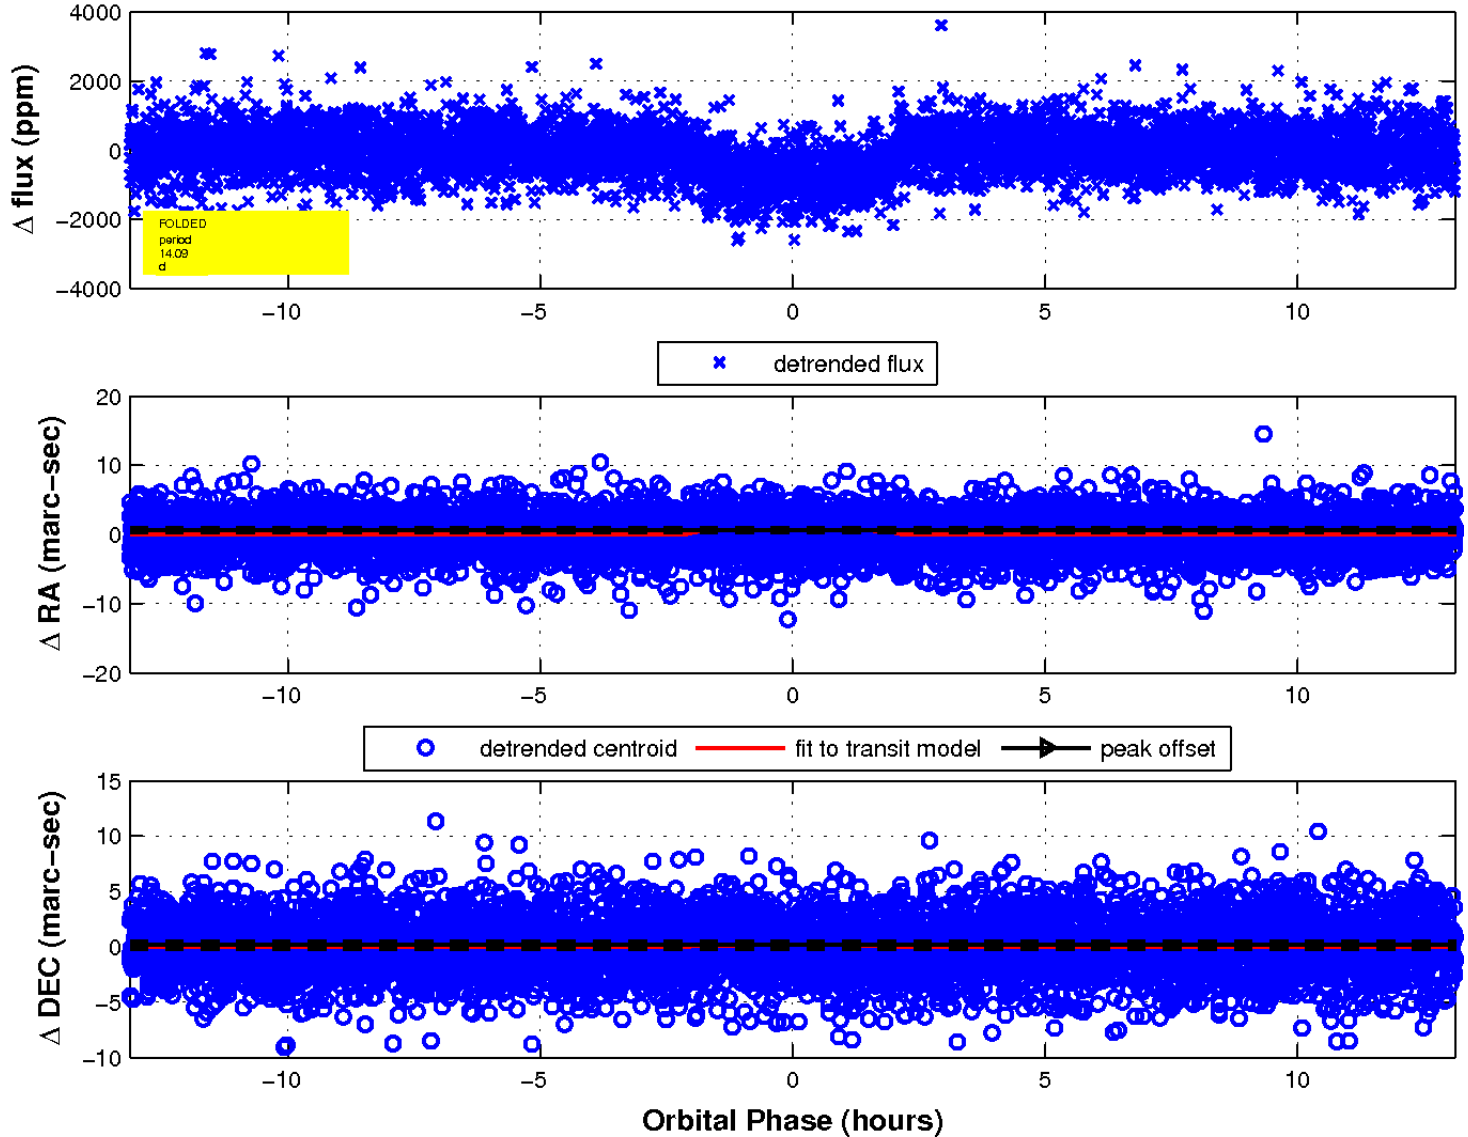 4000
2000
0
−2000
−4000
Δ flux (ppm)
FOLDED
period
14.09
d
−10 −5 0 5 10
detrended flux
20
10
0
−10
−20
Δ RA (marc−sec)
−10 −5 0 5 10
detrended centroid fit to transit model peak offset
15
10
5
0
−5
−10
Δ DEC (marc−sec)
−10 −5 0 5 10
Orbital Phase (hours)